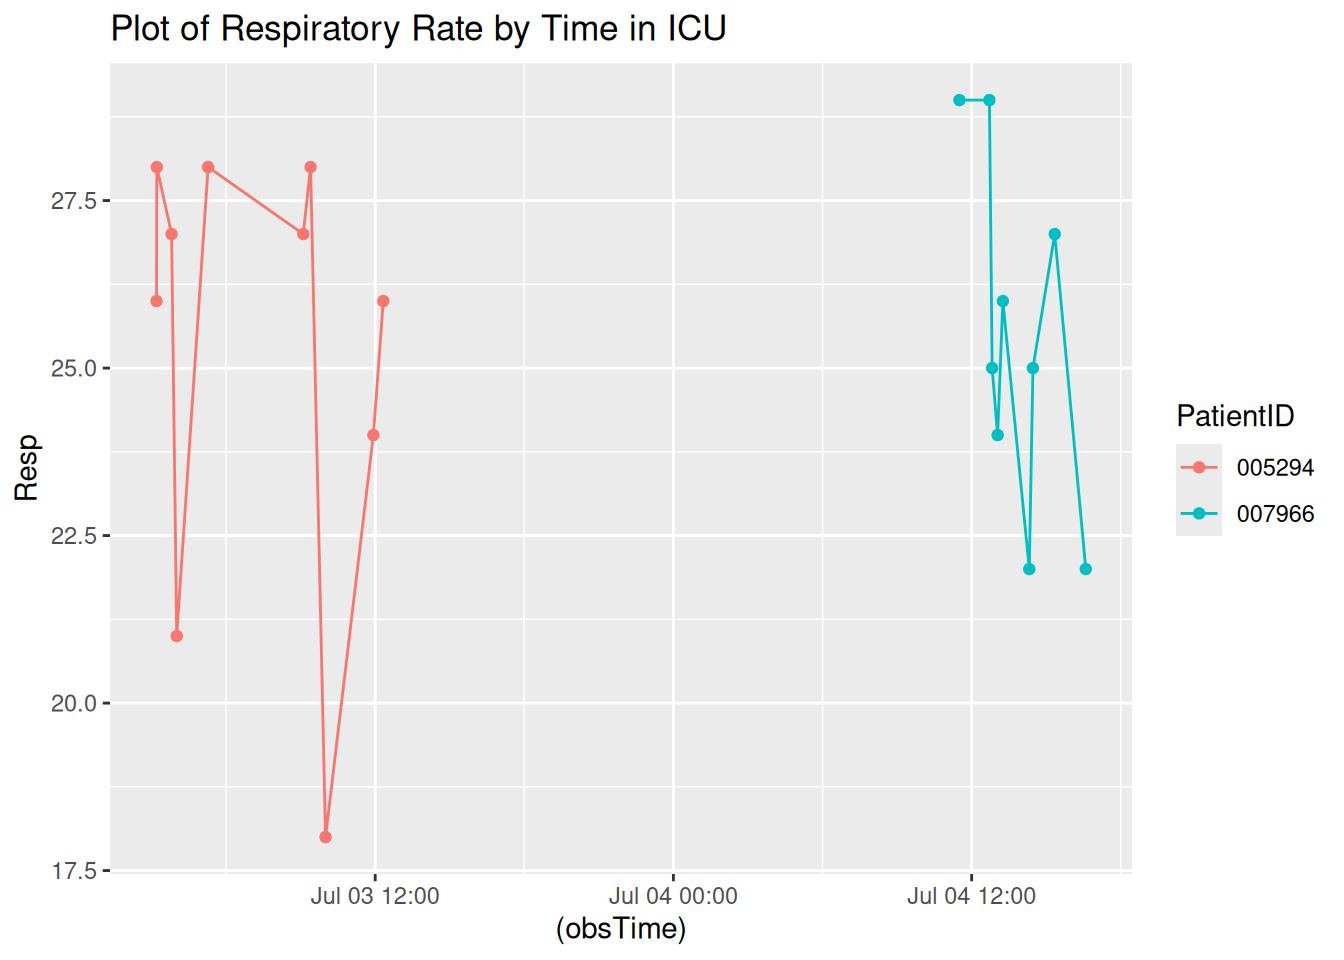 Plot of Respiratory Rate by Time in ICU
27.5
25.0
22.5
20.0
17.5
Resp
Jul 03 12:00
Jul 04 00:00
Jul 04 12:00
(obsTime)
PatientID
005294
007966